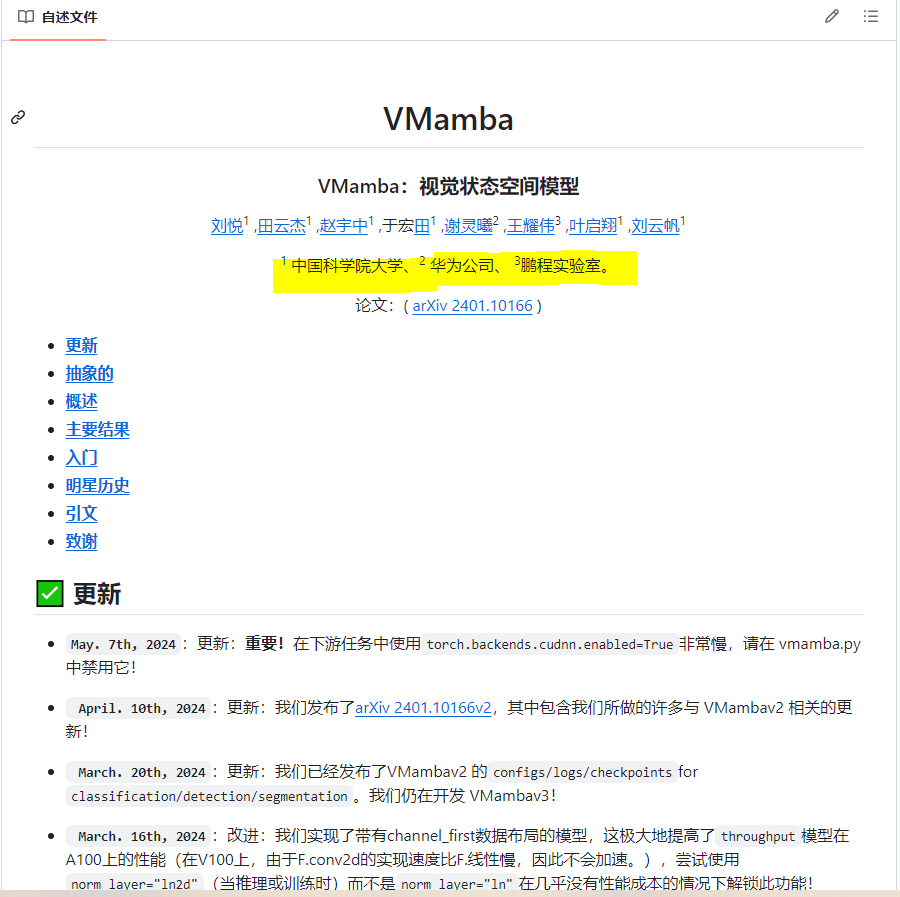 自述文件
VMamba
VMamba：视觉状态空间模型
刘悦1 ,田云杰1 ,赵宇中1 ,于宏田1 ,谢灵曦2 ,王耀伟3 ,叶启翔1 ,刘云帆1
1 中国科学院大学、2 华为公司、 3鹏程实验室。
论文：( arXiv 2401.10166 )
更新
抽象的
概述
主要结果
入门
明星历史
引文
致谢
✅ 更新
May. 7th, 2024 ：更新：重要！在下游任务中使用 torch.backends.cudnn.enabled=True 非常慢，请在 vmamba.py
中禁用它！
April. 10th, 2024 ：更新：我们发布了arXiv 2401.10166v2，其中包含我们所做的许多与 VMambav2 相关的更
新！
March. 20th, 2024 ：更新：我们已经发布了VMambav2 的 configs/logs/checkpoints for
classification/detection/segmentation 。我们仍在开发 VMambav3！
March. 16th, 2024 ：改进：我们实现了带有channel_first数据布局的模型，这极大地提高了 throughput 模型在
A100上的性能（在V100上，由于F.conv2d的实现速度比F.线性慢，因此不会加速。），尝试使用
norm_layer="ln2d" （当推理或训练时）而不是 norm_layer="ln" 在几乎没有性能成本的情况下解锁此功能！